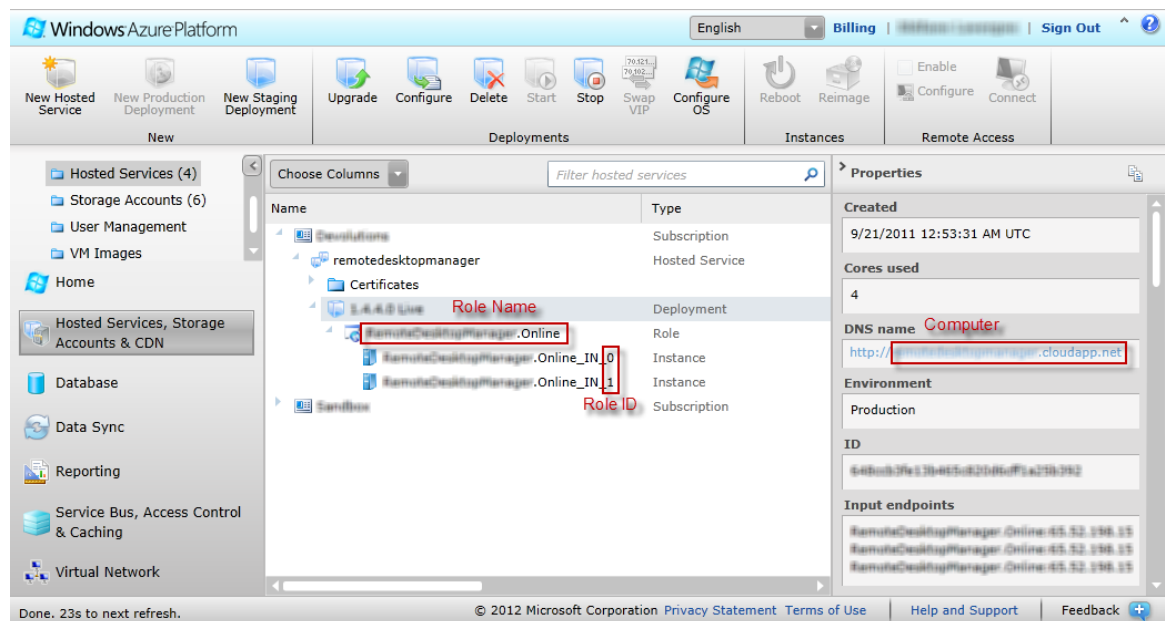 Windows Azure Platform
English
Billing | | Sign Out
New Hosted Service
New Production Deployment
New Staging Deployment
New
Upgrade
Configure
Delete
Start
Stop
Swap VIP
Configure OS
Deployments
Reboot
Reimage
Instances
Enable
Configure
Connect
Remote Access
Hosted Services (4)
Storage Accounts (6)
User Management
VM Images
Home
Hosted Services, Storage Accounts & CDN
Database
Data Sync
Reporting
Service Bus, Access Control & Caching
Virtual Network
Choose Columns
Filter hosted services
Name
Type
Subscription
remotedesktopmanager
Hosted Service
Certificates
Role Name
Deployment
.Online
Role
.Online_IN_0
Instance
.Online_IN_1
Instance
Role ID
Subscription
Properties
Created
9/21/2011 12:53:31 AM UTC
Cores used
4
DNS name
Computer
http:// .cloudapp.net
Environment
Production
ID
Input endpoints
Done. 23s to next refresh.
© 2012 Microsoft Corporation Privacy Statement Terms of Use
Help and Support
Feedback